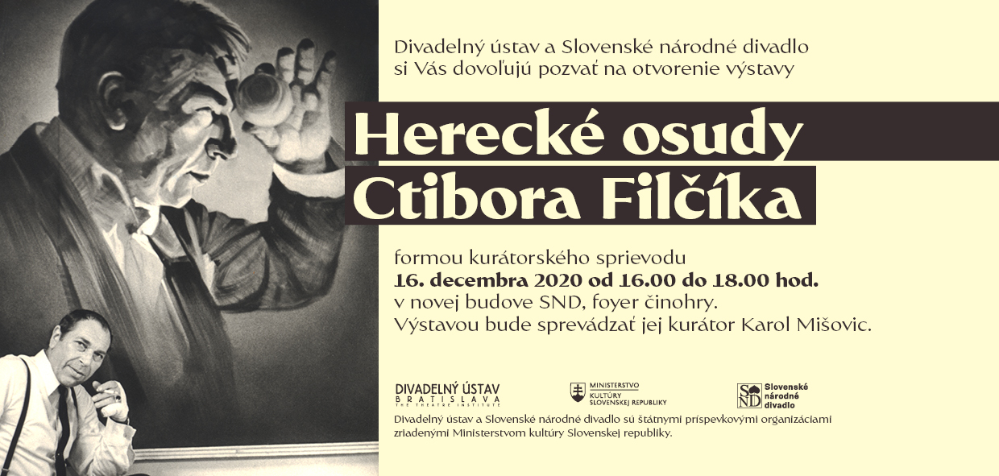 Divadelný ústav a Slovenské národné divadlo
si Vás dovoľujú pozvať na otvorenie výstavy
Herecké osudy
Ctibora Filčíka
formou kurátorského sprievodu
16. decembra 2020 od 16.00 do 18.00 hod.
v novej budove SND, foyer činohry.
Výstavou bude sprevádzať jej kurátor Karol Mišovic.
DIVADELNÝ ÚSTAV
BRATISLAVA
THE THEATRE INSTITUTE
MINISTERSTVO
KULTÚRY
SLOVENSKEJ REPUBLIKY
SND
Slovenské
národné
divadlo
Divadelný ústav a Slovenské národné divadlo sú štátnymi príspevkovými organizáciami
zriadenými Ministerstvom kultúry Slovenskej republiky.